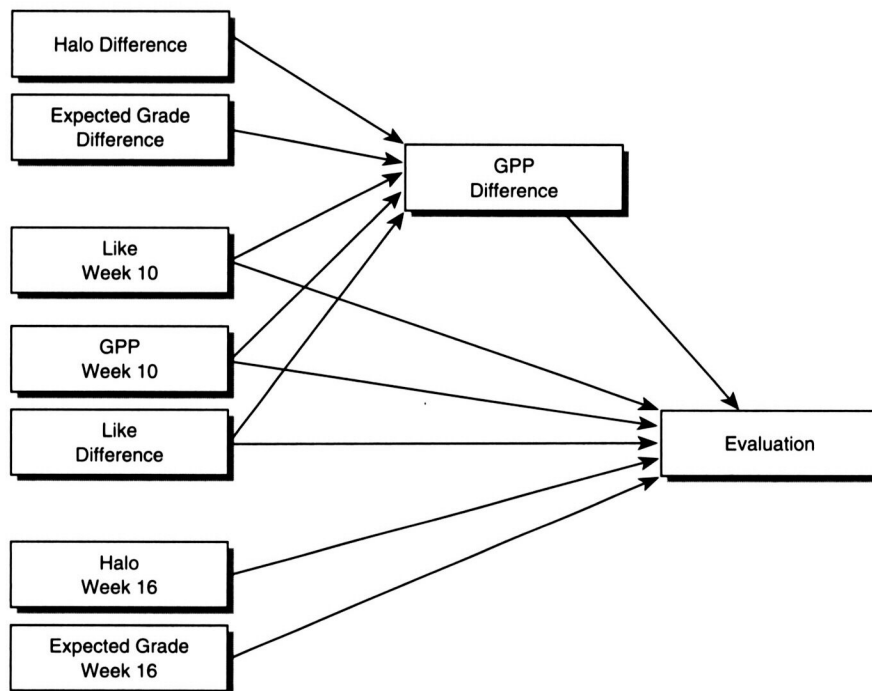 Halo Difference
Expected Grade
Difference
GPP
Difference
Like
Week 10
GPP
Week 10
Like
Difference
Evaluation
Halo
Week 16
Expected Grade
Week 16